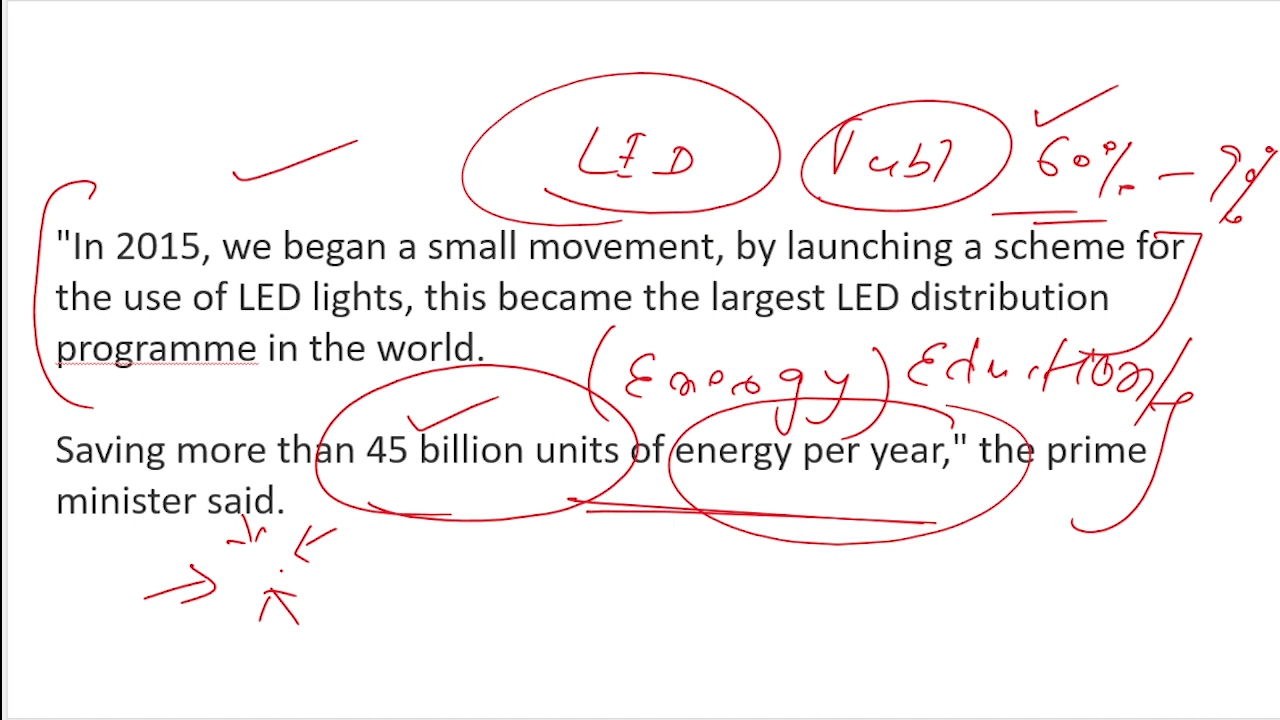 LED 60% -
"In 2015, we began a small movement, by launching a scheme for
the use of LED lights, this became the largest LED distribution
programme in the world.
(Energy)
Saving more than 45 billion units of energy per year," the prime
minister said.